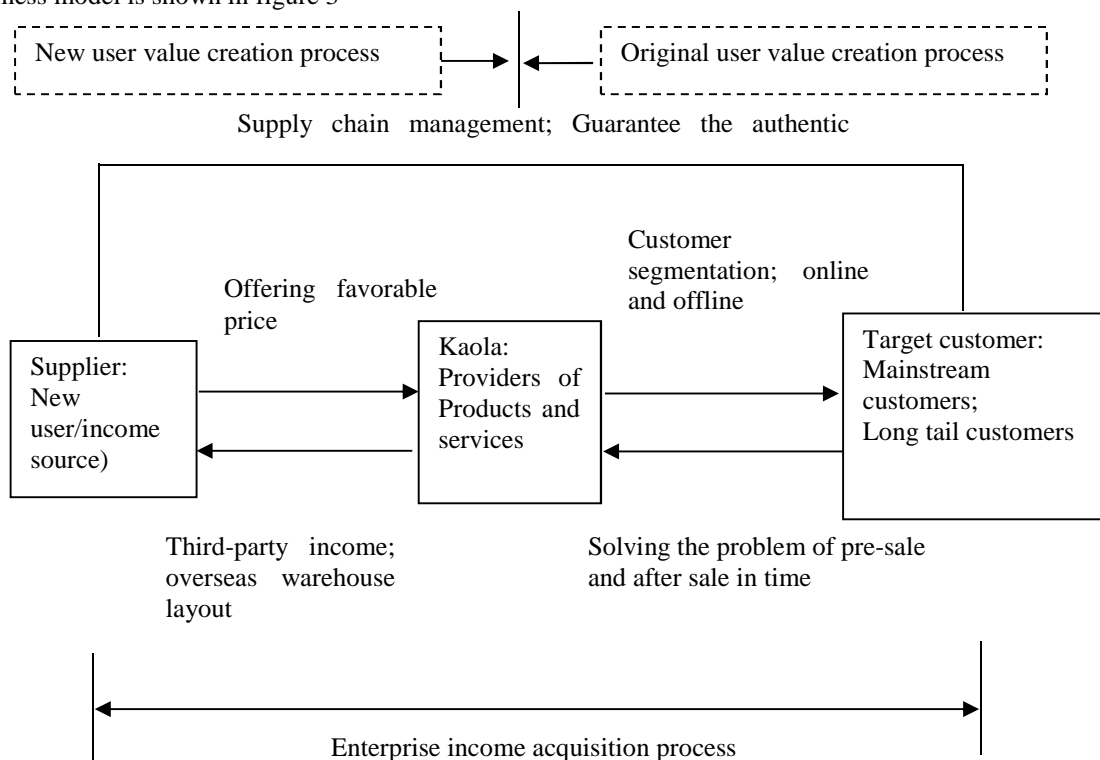 ness model is shown in figure 3
New user value creation process
Original user value creation process
Supply chain management; Guarantee the authentic
Customer
segmentation; online
and offline
Offering favorable
price
Supplier:
New
user/income
source)
Kaola:
Providers of
Products and
services
Target customer:
Mainstream
customers;
Long tail customers
Third-party income;
overseas warehouse
layout
Solving the problem of pre-sale
and after sale in time
Enterprise income acquisition process